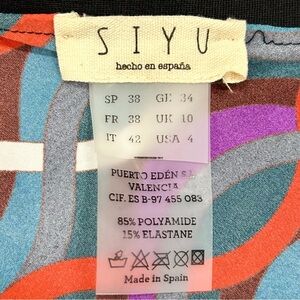 SIYU
hecho en españa
SP 38 GE 34
FR 38 UK 10
IT 42 USA 4
PUERTO EDÉN S.L
VALENCIA
CIF. ES B-97 455 083
85% POLYAMIDE
15% ELASTANE
Made in Spain